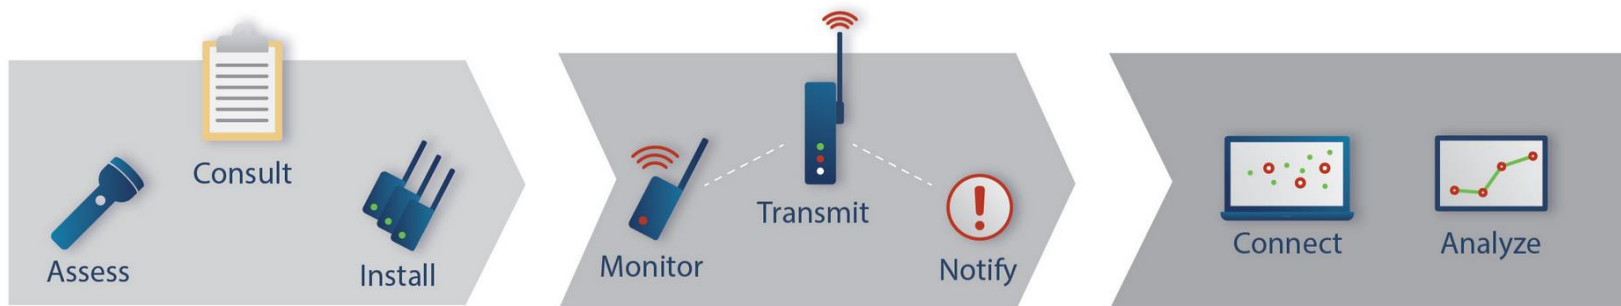 Assess
Consult
Install
Monitor
Transmit
Notify
Connect
Analyze